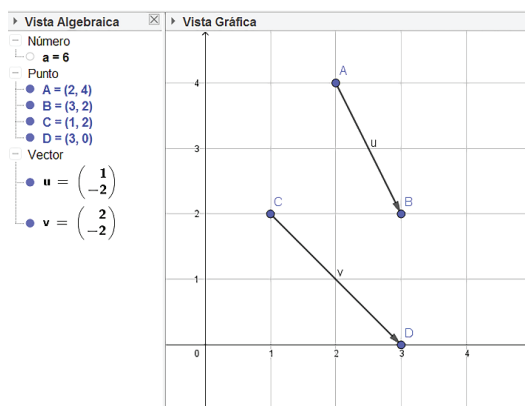 Vista Algebraica
Número
a = 6
Punto
A = (2, 4)
B = (3, 2)
C = (1, 2)
D = (3, 0)
Vector
u = ( 1
-2 )
v = ( 2
-2 )
Vista Gráfica
4
A
3
u
C
2
B
1
v
D
0
1
2
3
4